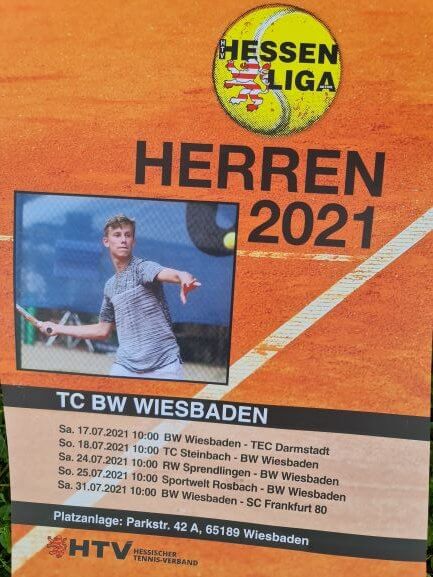 HTV
HESSEN
LIGA
HERREN
2021
TC BW WIESBADEN
Sa. 17.07.2021 10:00 BW Wiesbaden - TEC Darmstadt
So. 18.07.2021 10:00 TC Steinbach - BW Wiesbaden
Sa. 24.07.2021 10:00 RW Sprendlingen - BW Wiesbaden
So. 25.07.2021 10:00 Sportwelt Rosbach - BW Wiesbaden
Sa. 31.07.2021 10:00 BW Wiesbaden - SC Frankfurt 80
Platzanlage: Parkstr. 42 A, 65189 Wiesbaden
HTV HESSISCHER
TENNIS-VERBAND